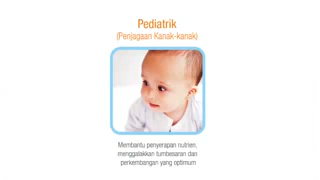 Pediatrik
(Penjagaan Kanak-kanak)
Membantu penyerapan nutrien,
menggalakkan tumbesaran dan
perkembangan yang optimum